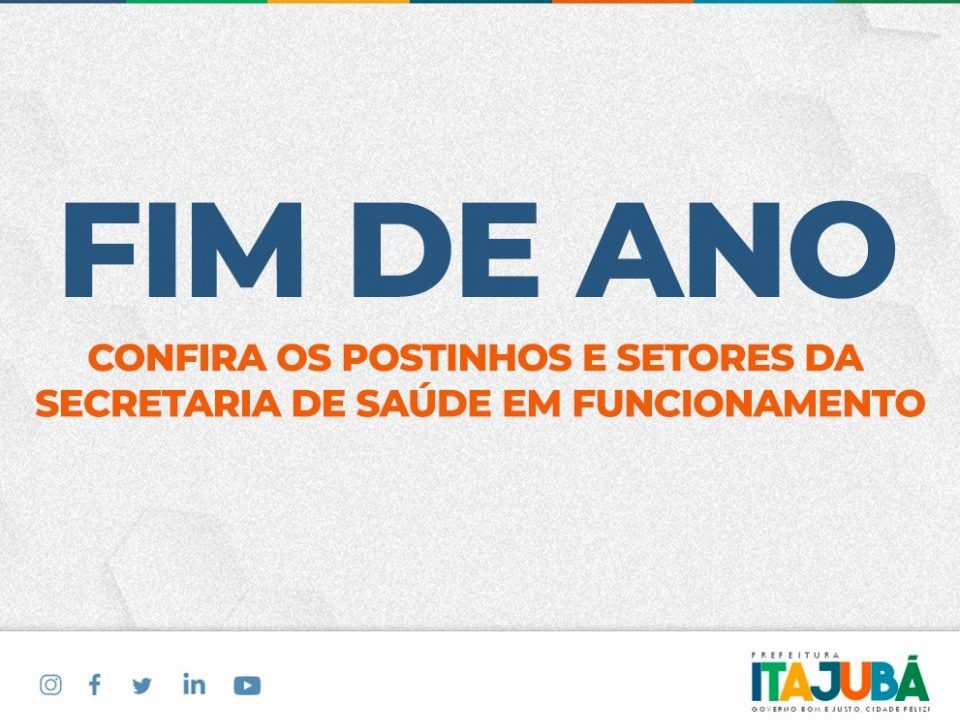 FIM DE ANO
CONFIRA OS POSTINHOS E SETORES DA
SECRETARIA DE SAÚDE EM FUNCIONAMENTO
PREFEITURA
ITAJUBÁ
GOVERNO BOM E JUSTO, CIDADE FELIZ!